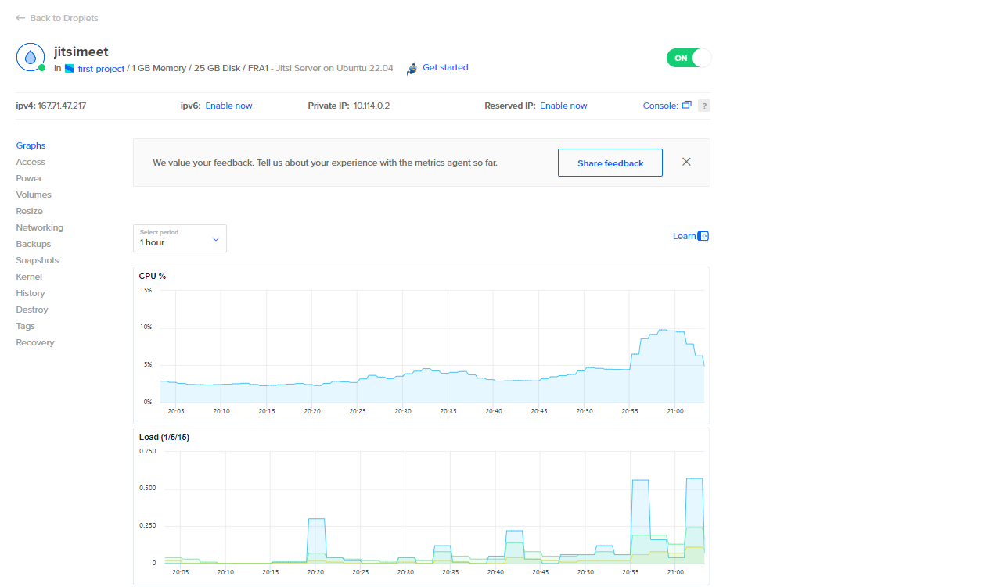 ← Back to Droplets
jitsimeet
in first-project / 1 GB Memory / 25 GB Disk / FRA1 - Jitsi Server on Ubuntu 22.04 Get started
ON
ipv4: 167.71.47.217 ipv6: Enable now Private IP: 10.114.0.2 Reserved IP: Enable now Console: ?
Graphs
Access
Power
Volumes
Resize
Networking
Backups
Snapshots
Kernel
History
Destroy
Tags
Recovery
We value your feedback. Tell us about your experience with the metrics agent so far. Share feedback
Select period
1 hour
Learn
CPU %
15%
10%
5%
0%
20:05 20:10 20:15 20:20 20:25 20:30 20:35 20:40 20:45 20:50 20:55 21:00
Load (1/5/15)
0.750
0.500
0.250
0
20:05 20:10 20:15 20:20 20:25 20:30 20:35 20:40 20:45 20:50 20:55 21:00